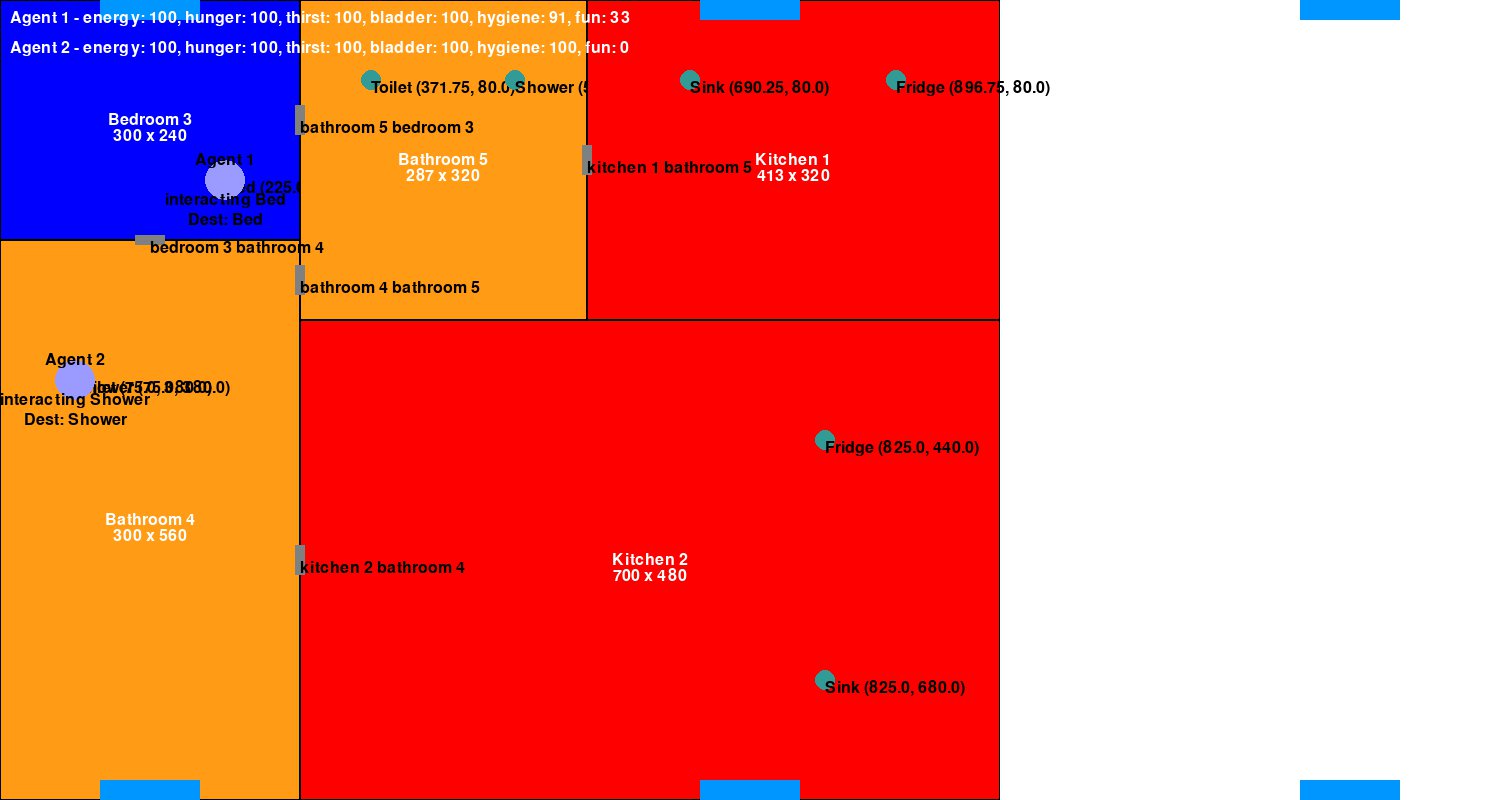 Agent 1 - energy: 100, hunger: 100, thirst: 100, bladder: 100, hygiene: 91, fun: 33
Agent 2 - energy: 100, hunger: 100, thirst: 100, bladder: 100, hygiene: 100, fun: 0
Toilet (371.75, 80.0)
Shower (5
Sink (690.25, 80.0)
Fridge (896.75, 80.0)
Bedroom 3
300 x 240
bathroom 5 bedroom 3
Bathroom 5
287 x 320
kitchen 1 bathroom 5
Kitchen 1
413 x 320
Agent 1
d (225.
interacting Bed
Dest: Bed
bedroom 3 bathroom 4
bathroom 4 bathroom 5
Agent 2
interacting Shower
Dest: Shower
Fridge (825.0, 440.0)
Bathroom 4
300 x 560
kitchen 2 bathroom 4
Kitchen 2
700 x 480
Sink (825.0, 680.0)